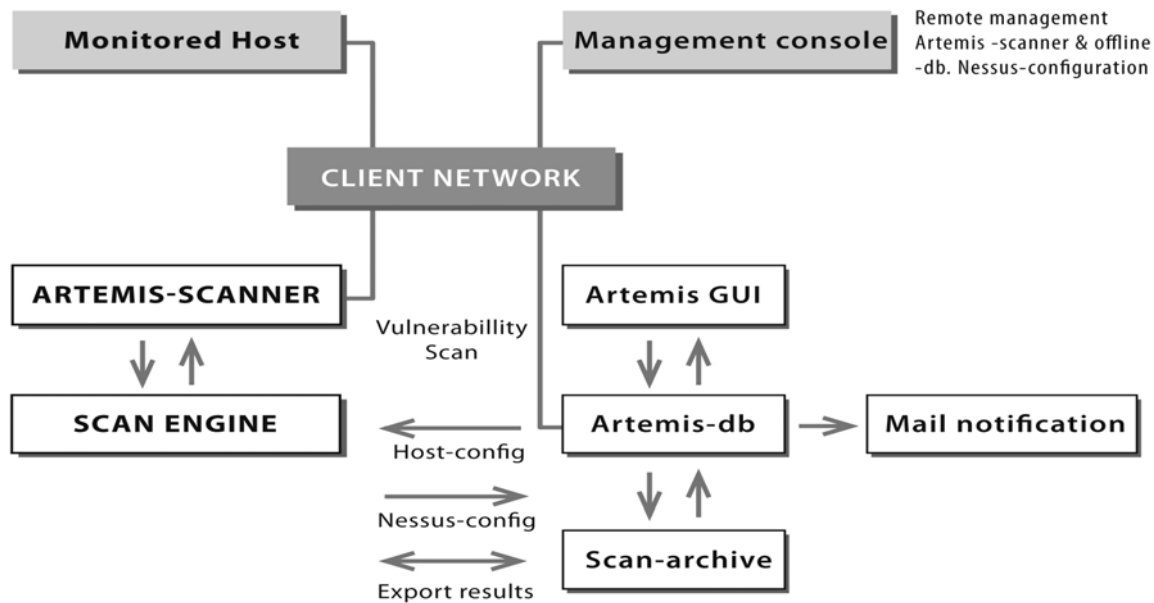 Monitored Host
Management console
Remote management
Artemis -scanner & offline
-db. Nessus-configuration
CLIENT NETWORK
ARTEMIS-SCANNER
Artemis GUI
Vulnerabillity
Scan
SCAN ENGINE
Artemis-db
Mail notification
Host-config
Nessus-config
Scan-archive
Export results